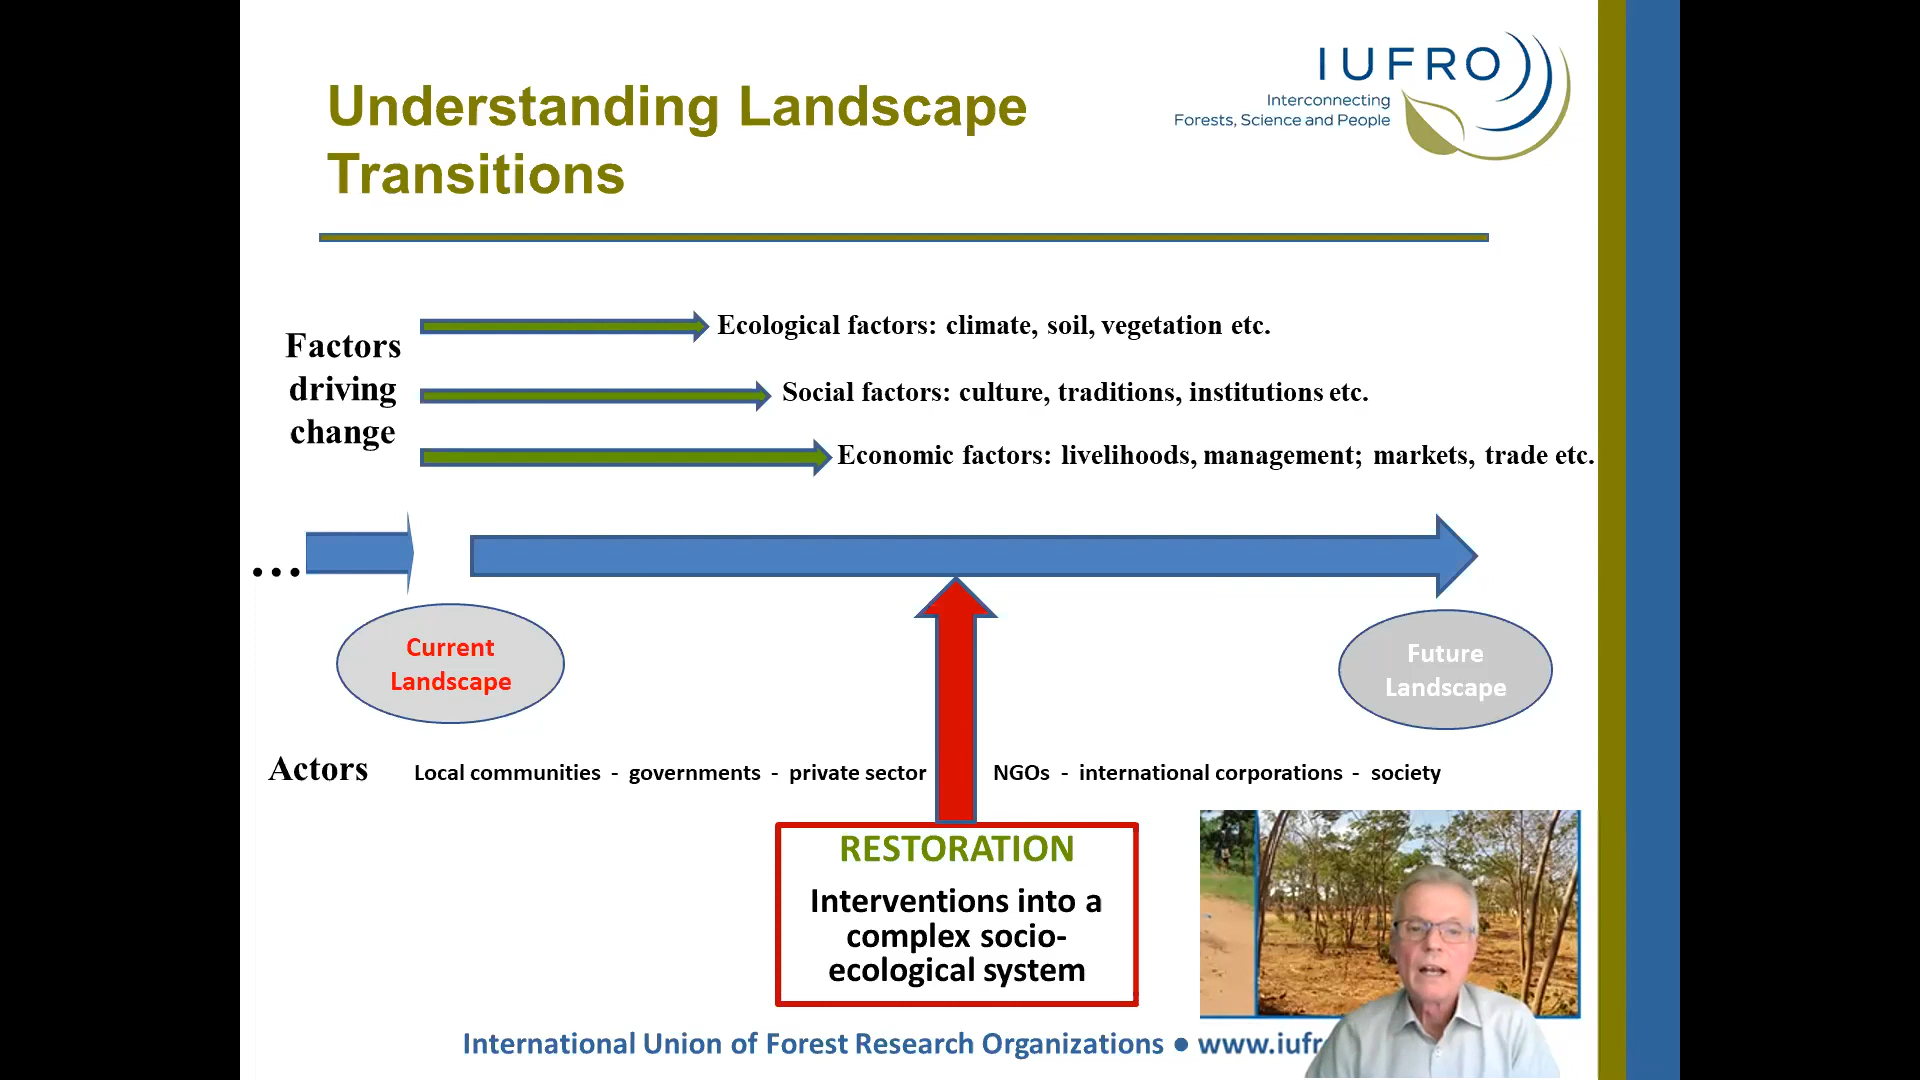 Understanding Landscape
Transitions
IUFRO
Interconnecting
Forests, Science and People
Factors
driving
change
Ecological factors: climate, soil, vegetation etc.
Social factors: culture, traditions, institutions etc.
Economic factors: livelihoods, management; markets, trade etc.
...
Current
Landscape
Future
Landscape
Actors
Local communities - governments - private sector
NGOs - international corporations - society
RESTORATION
Interventions into a
complex socio-
ecological system
International Union of Forest Research Organizations ● www.iufr